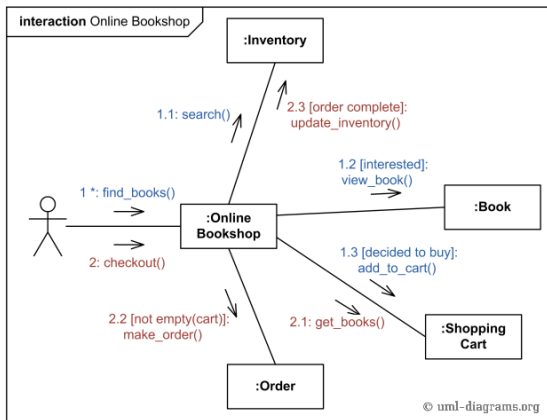 interaction Online Bookshop
:Inventory
1.1: search()
2.3 [order complete]:
update_inventory()
1.2 [interested]:
view_book()
1 *: find_books()
:Online
Bookshop
:Book
2: checkout()
1.3 [decided to buy]:
add_to_cart()
2.2 [not empty(cart)]:
make_order()
2.1: get_books()
:Shopping
Cart
:Order
© uml-diagrams.org